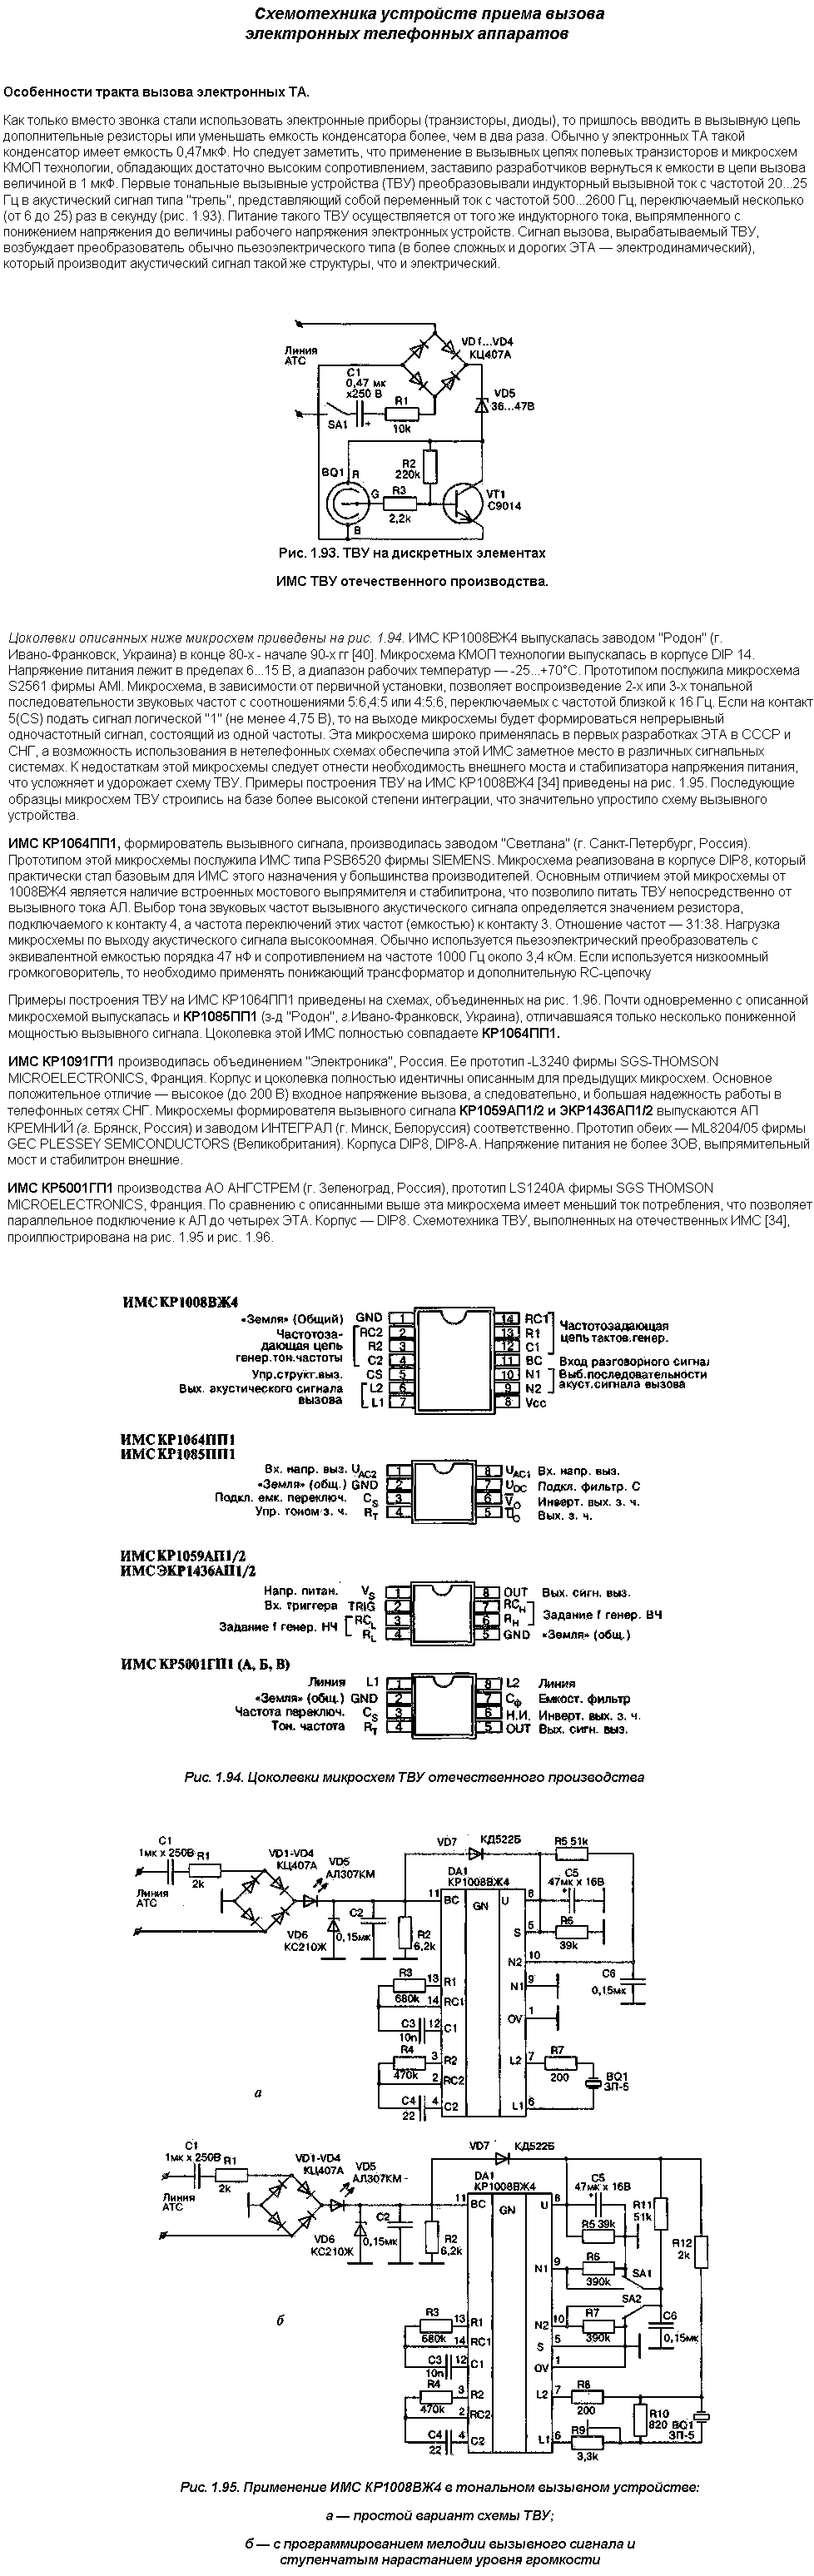 Схемотехника устройств приема вызова
электронных телефонных аппаратов
Особенности тракта вызова электронных ТА.
Как только вместо звонка стали использовать электронные приборы (транзисторы, диоды), то пришлось вводить в вызывную цепь
дополнительные резисторы или уменьшать емкость конденсатора более, чем в два раза. Обычно у электронных ТА такой
конденсатор имеет емкость 0,47мкФ. Но следует заметить, что применение в вызывных цепях полевых транзисторов и микросхем
КМОП технологии, обладающих достаточно высоким сопротивлением, заставило разработчиков вернуться к емкости в цепи вызова
величиной в 1 мкФ. Первые тональные вызывные устройства (ТВУ) преобразовывали индукторный вызывной ток с частотой 20...25
Гц в акустический сигнал типа "трель", представляющий собой переменный ток с частотой 500...2600 Гц, переключаемый несколько
(от 6 до 25) раз в секунду (рис. 1.93). Питание такого ТВУ осуществляется от того же индукторного тока, выпрямленного с
понижением напряжения до величины рабочего напряжения электронных устройств. Сигнал вызова, вырабатываемый ТВУ,
возбуждает преобразователь обычно пьезоэлектрического типа (в более сложных и дорогих ЭТА — электродинамический),
который производит акустический сигнал такой же структуры, что и электрический.
Линия
АТС
VD1...VD4
КЦ407А
C1
0,47 мк
х250 В
SA1
+
R1
10k
VD5
36...47В
BQ1
R
G
B
R2
220k
R3
2,2k
VT1
C9014
Рис. 1.93. ТВУ на дискретных элементах
ИМС ТВУ отечественного производства.
Цоколевки описанных ниже микросхем приведены на рис. 1.94. ИМС КР1008ВЖ4 выпускалась заводом "Родон" (г.
Ивано-Франковск, Украина) в конце 80-х - начале 90-х гг [40]. Микросхема КМОП технологии выпускалась в корпусе DIP 14.
Напряжение питания лежит в пределах 6...15 В, а диапазон рабочих температур — -25...+70°С. Прототипом послужила микросхема
S2561 фирмы AMI. Микросхема, в зависимости от первичной установки, позволяет воспроизведение 2-х или 3-х тональной
последовательности звуковых частот с соотношениями 5:6,4:5 или 4:5:6, переключаемых с частотой близкой к 16 Гц. Если на контакт
5(CS) подать сигнал логической "1" (не менее 4,75 В), то на выходе микросхемы будет формироваться непрерывный
одночастотный сигнал, состоящий из одной частоты. Эта микросхема широко применялась в первых разработках ЭТА в СССР и
СНГ, а возможность использования в нетелефонных схемах обеспечила этой ИМС заметное место в различных сигнальных
системах. К недостаткам этой микросхемы следует отнести необходимость внешнего моста и стабилизатора напряжения питания,
что усложняет и удорожает схему ТВУ. Примеры построения ТВУ на ИМС КР1008ВЖ4 [34] приведены на рис. 1.95. Последующие
образцы микросхем ТВУ строились на базе более высокой степени интеграции, что значительно упростило схему вызывного
устройства.
ИМС КР1064ПП1, формирователь вызывного сигнала, производилась заводом "Светлана" (г. Санкт-Петербург, Россия).
Прототипом этой микросхемы послужила ИМС типа PSB6520 фирмы SIEMENS. Микросхема реализована в корпусе DIP8, который
практически стал базовым для ИМС этого назначения у большинства производителей. Основным отличием этой микросхемы от
1008ВЖ4 является наличие встроенных мостового выпрямителя и стабилитрона, что позволило питать ТВУ непосредственно от
вызывного тока АЛ. Выбор тона звуковых частот вызывного акустического сигнала определяется значением резистора,
подключаемого к контакту 4, а частота переключений этих частот (емкостью) к контакту 3. Отношение частот — 31:38. Нагрузка
микросхемы по выходу акустического сигнала высокоомная. Обычно используется пьезоэлектрический преобразователь с
эквивалентной емкостью порядка 47 нФ и сопротивлением на частоте 1000 Гц около 3,4 кОм. Если используется низкоомный
громкоговоритель, то необходимо применять понижающий трансформатор и дополнительную RC-цепочку
Примеры построения ТВУ на ИМС КР1064ПП1 приведены на схемах, объединенных на рис. 1.96. Почти одновременно с описанной
микросхемой выпускалась и КР1085ПП1 (з-д "Родон", г.Ивано-Франковск, Украина), отличавшаяся только несколько пониженной
мощностью вызывного сигнала. Цоколевка этой ИМС полностью совпадаете КР1064ПП1.
ИМС КР1091ГП1 производилась объединением "Электроника", Россия. Ее прототип -L3240 фирмы SGS-THOMSON
MICROELECTRONICS, Франция. Корпус и цоколевка полностью идентичны описанным для предыдущих микросхем. Основное
положительное отличие — высокое (до 200 В) входное напряжение вызова, а следовательно, и большая надежность работы в
телефонных сетях СНГ. Микросхемы формирователя вызывного сигнала КР1059АП1/2 и ЭКР1436АП1/2 выпускаются АП
КРЕМНИЙ (г. Брянск, Россия) и заводом ИНТЕГРАЛ (г. Минск, Белоруссия) соответственно. Прототип обеих — ML8204/05 фирмы
GEC PLESSEY SEMICONDUCTORS (Великобритания). Корпуса DIP8, DIP8-A. Напряжение питания не более 3ОВ, выпрямительный
мост и стабилитрон внешние.
ИМС КР5001ГП1 производства АО АНГСТРЕМ (г. Зеленоград, Россия), прототип LS1240A фирмы SGS THOMSON
MICROELECTRONICS, Франция. По сравнению с описанными выше эта микросхема имеет меньший ток потребления, что позволяет
параллельное подключение к АЛ до четырех ЭТА. Корпус — DIP8. Схемотехника ТВУ, выполненных на отечественных ИМС [34],
проиллюстрирована на рис. 1.95 и рис. 1.96.
ИМС КР1008ВЖ4
«Земля» (Общий) GND 1
Частотоза-
дающая цепь
генер.тон.частоты
RC2 2
R2 3
C2 4
Упр.структ.выз. CS 5
Вых. акустического сигнала
вызова
L2 6
L1 7
14 RC1
13 R1
12 C1
Частотозадающая
цепь тактов.генер.
11 BC Вход разговорного сигнал
10 N1
9 N2
Выб.последовательности
акуст.сигнала вызова
8 Vcc
ИМС КР1064ПП1
ИМС КР1085ПП1
Вх. напр. выз. UAC2 1
«Земля» (общ.) GND 2
Подкл. емк. переключ. CS 3
Упр. тоном з. ч. RT 4
8 UAC1 Вх. напр. выз.
7 UDC Подкл. фильтр. С
6 V̅O Инверт. вых. з. ч.
5 Вых. з. ч.
ИМС КР1059АП1/2
ИМС ЭКР1436АП1/2
Напр. питан. VS 1
Вх. триггера TRIG 2
Задание f генер. НЧ
RCL 3
RL 4
8 OUT Вых. сигн. выз.
7 RCH
6 RH
Задание f генер. ВЧ
5 GND «Земля» (общ.)
ИМС КР5001ГП1 (А, Б, В)
Линия L1 1
«Земля» (общ.) GND 2
Частота переключ. CS 3
Тон. частота RT 4
8 L2 Линия
7 Cф Емкост. фильтр
6 Н.И. Инверт. вых. з. ч.
5 OUT Вых. сигн. выз.
Рис. 1.94. Цоколевки микросхем ТВУ отечественного производства
C1
1мк х 250В
R1
2k
Линия
АТС
VD1-VD4
КЦ407А
VD5
АЛ307КМ
VD6
КС210Ж
C2
0,15мк
R2
6,2k
VD7
КД522Б
DA1
КР1008ВЖ4
GN
11 BC
U 8
S 5
N2 10
N1 9
OV 1
L2 7
L1 6
R5 51k
C5
47мк х 16В
+
R6
39k
C6
0,15мк
R3
680k
13 R1
14 RC1
C3
10n
12 C1
R4
470k
3 R2
2 RC2
C4
22
4 C2
R7
200
BQ1
ЗП-5
а
C1
1мк х 250В
R1
2k
Линия
АТС
VD1-VD4
КЦ407А
VD5
АЛ307КМ
VD6
КС210Ж
C2
0,15мк
R2
6,2k
VD7
КД522Б
DA1
КР1008ВЖ4
GN
11 BC
U 8
N1 9
N2 10
S 5
OV 1
L2 7
L1 6
C5
47мк х 16В
+
R5 39k
R11
51k
R12
2k
R6
390k
SA1
SA2
R7
390k
C6
0,15мк
R3
680k
13 R1
14 RC1
C3
10n
12 C1
R4
470k
3 R2
2 RC2
C4
22
4 C2
R8
200
R9
3,3k
R10
820
BQ1
ЗП-5
б
Рис. 1.95. Применение ИМС КР1008ВЖ4 в тональном вызывном устройстве:
а — простой вариант схемы ТВУ;
б — с программированием мелодии вызывного сигнала и
ступенчатым нарастанием уровня громкости